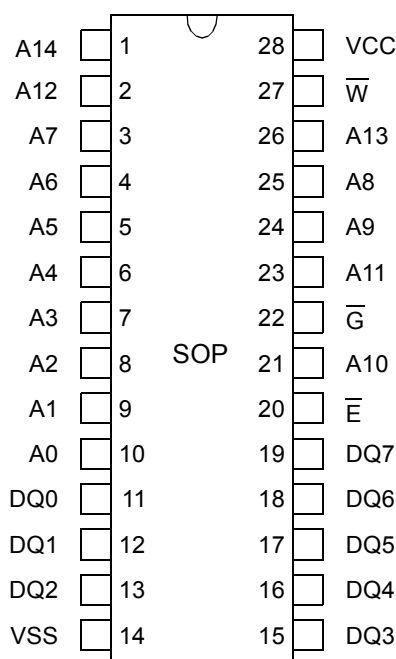 A14 1 28 VCC
A12 2 27 W̅
A7 3 26 A13
A6 4 25 A8
A5 5 24 A9
A4 6 23 A11
A3 7 22 G̅
SOP
A2 8 21 A10
A1 9 20 E̅
A0 10 19 DQ7
DQ0 11 18 DQ6
DQ1 12 17 DQ5
DQ2 13 16 DQ4
VSS 14 15 DQ3